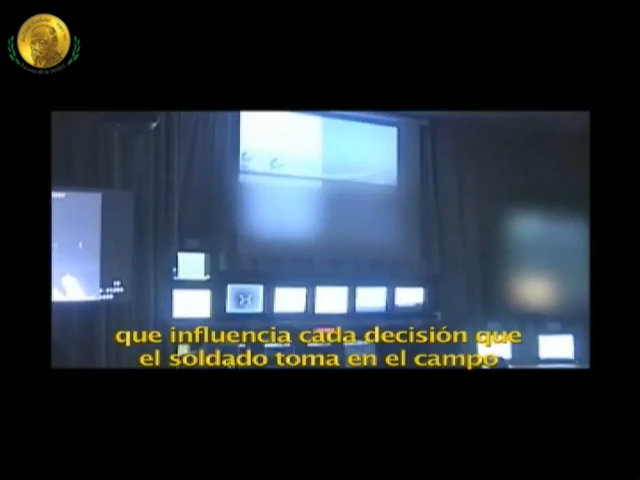 que influencia cada decisión que
el soldado toma en el campo